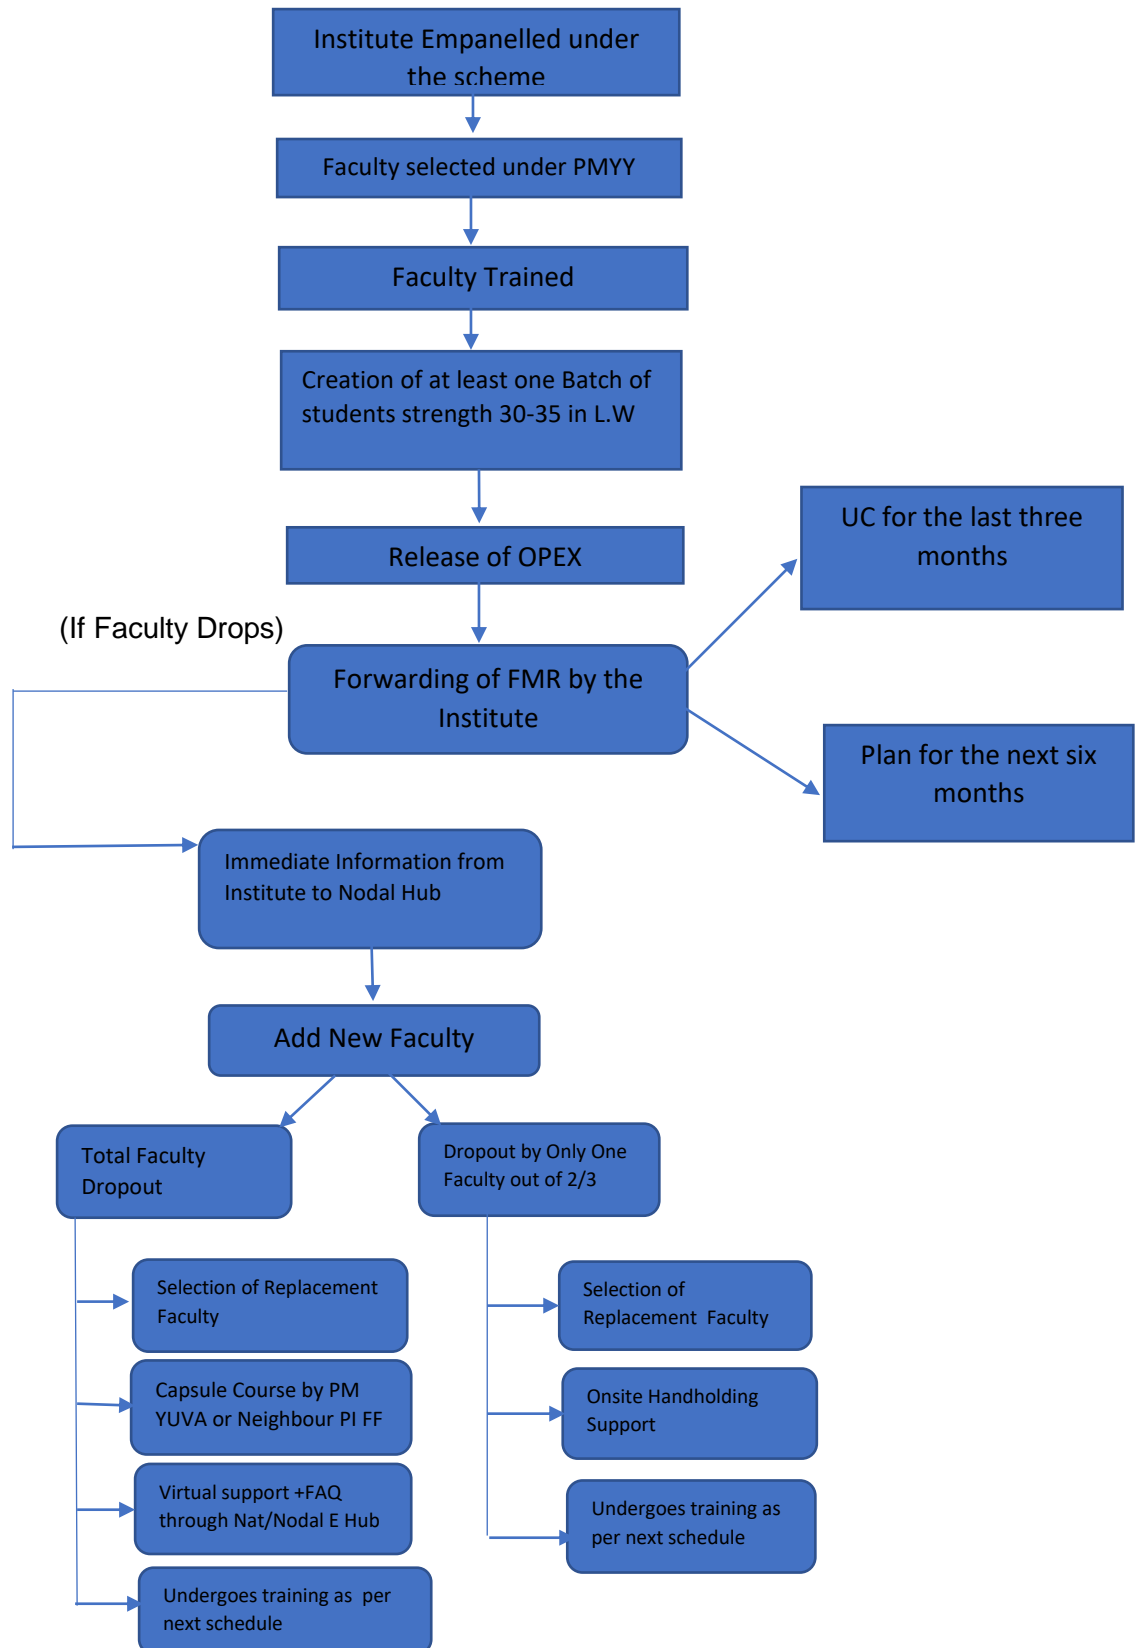 Institute Empanelled under
the scheme
Faculty selected under PMYY
Faculty Trained
Creation of at least one Batch of
students strength 30-35 in L.W
Release of OPEX
UC for the last three
months
(If Faculty Drops)
Forwarding of FMR by the
Institute
Plan for the next six
months
Immediate Information from
Institute to Nodal Hub
Add New Faculty
Total Faculty
Dropout
Dropout by Only One
Faculty out of 2/3
Selection of Replacement
Faculty
Capsule Course by PM
YUVA or Neighbour PI FF
Virtual support +FAQ
through Nat/Nodal E Hub
Undergoes training as  per
next schedule
Selection of
Replacement  Faculty
Onsite Handholding
Support
Undergoes training as
per next schedule